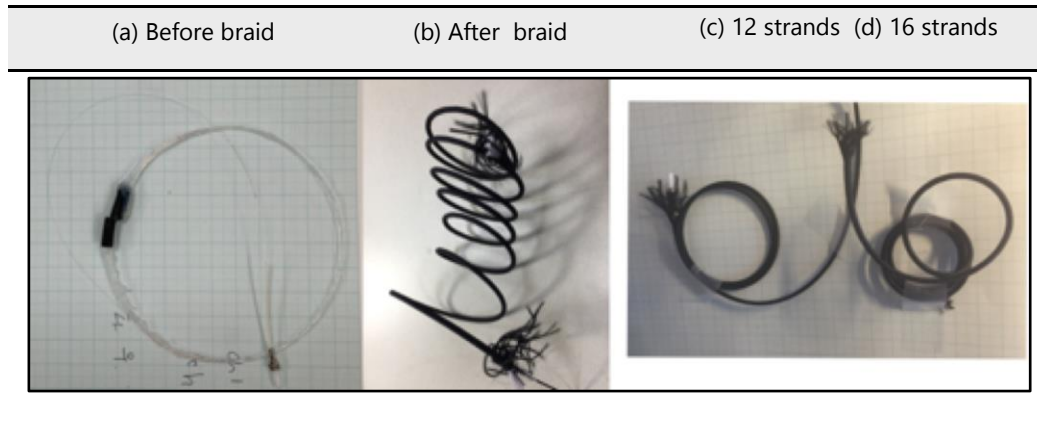 (a) Before braid
(b) After braid
(c) 12 strands (d) 16 strands